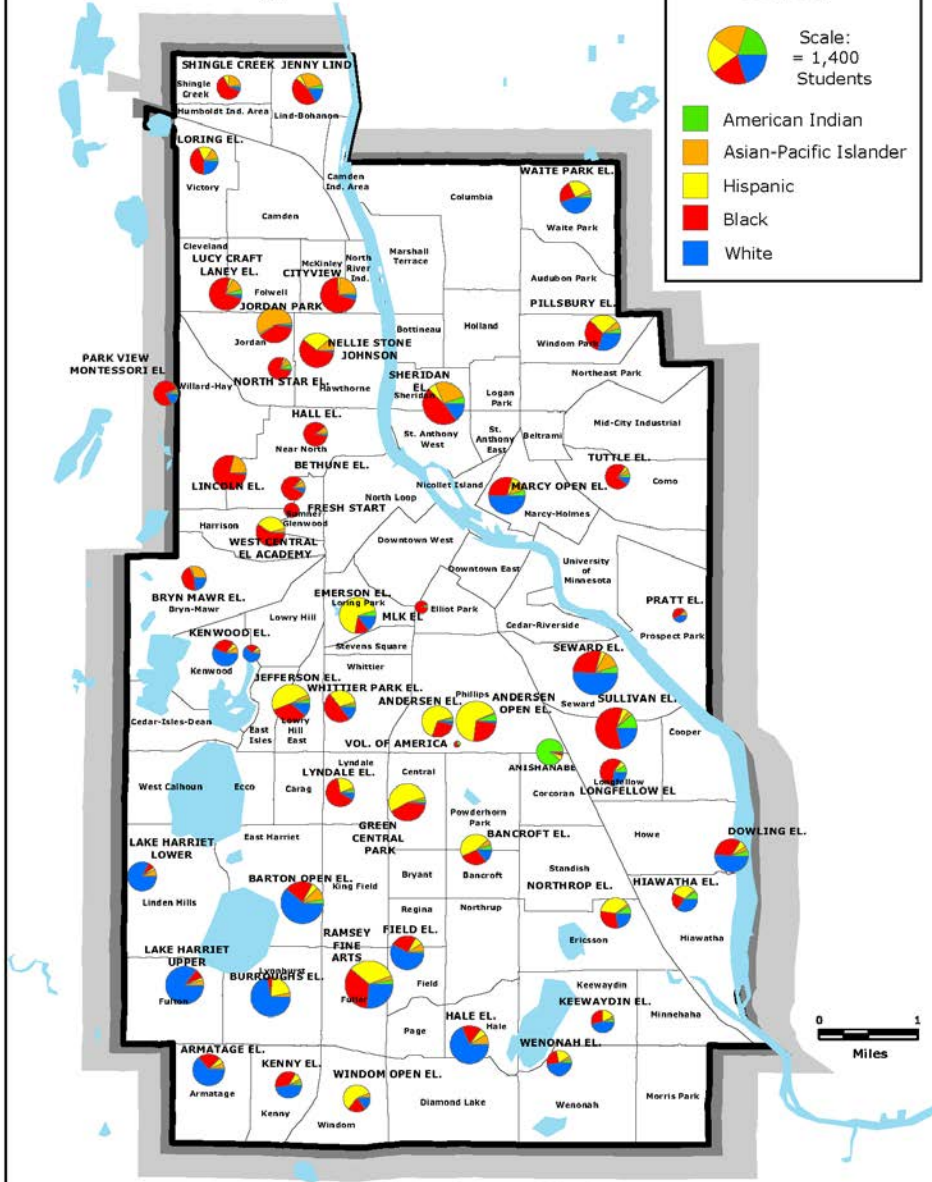 Scale:
= 1,400
Students
American Indian
Asian-Pacific Islander
Hispanic
Black
White
SHINGLE CREEK
JENNY LIND
Shingle
Creek
Humboldt Ind. Area
Lind-Bohanon
LORING EL.
Victory
Camden
Ind. Area
Camden
Columbia
WAITE PARK EL.
Waite Park
Cleveland
LUCY CRAFT
LANEY EL.
McKinley
CITYVIEW
North
River
Ind.
Marshall
Terrace
Audubon Park
Folwell
JORDAN PARK
Jordan
Bottineau
Holland
PILLSBURY EL.
Windom Park
NELLIE STONE
JOHNSON
Northeast Park
PARK VIEW
MONTESSORI EL
Willard-Hay
NORTH STAR EL.
Hawthorne
SHERIDAN
EL.
Sheridan
Logan
Park
HALL EL.
Near North
St. Anthony
West
St.
Anthony
East
Beltrami
Mid-City Industrial
BETHUNE EL.
LINCOLN EL.
Nicollet Island
MARCY OPEN EL.
Marcy-Holmes
TUTTLE EL.
Como
North Loop
FRESH START
Sumner
Glenwood
Harrison
WEST CENTRAL
EL ACADEMY
Downtown West
Downtown East
University
of
Minnesota
BRYN MAWR EL.
Bryn-Mawr
EMERSON EL.
Loring Park
MLK EL
Elliot Park
Cedar-Riverside
PRATT EL.
Prospect Park
Lowry Hill
KENWOOD EL.
Kenwood
Stevens Square
Whittier
SEWARD EL.
Seward
JEFFERSON EL.
WHITTIER PARK EL.
Phillips
ANDERSEN EL.
ANDERSEN
OPEN EL.
SULLIVAN EL.
Cedar-Isles-Dean
East
Isles
Lowry
Hill
East
VOL. OF AMERICA
Cooper
ANISHANABE
Corcoran
Longfellow
LONGFELLOW EL
West Calhoun
Ecco
Carag
Lyndale
LYNDALE EL.
Central
GREEN
CENTRAL
PARK
Powderhorn
Park
Howe
DOWLING EL.
LAKE HARRIET
LOWER
Linden Hills
East Harriet
BANCROFT EL.
Bancroft
Standish
BARTON OPEN EL.
King Field
Bryant
Regina
Northrup
NORTHROP EL.
Ericsson
HIAWATHA EL.
Hiawatha
LAKE HARRIET
UPPER
Fulton
Lynnhurst
BURROUGHS EL.
RAMSEY
FINE
ARTS
Fuller
FIELD EL.
Field
Keewaydin
KEEWAYDIN EL.
Minnehaha
Page
HALE EL.
Hale
WENONAH EL.
0
1
Miles
ARMATAGE EL.
Armatage
KENNY EL.
Kenny
WINDOM OPEN EL.
Windom
Diamond Lake
Wenonah
Morris Park